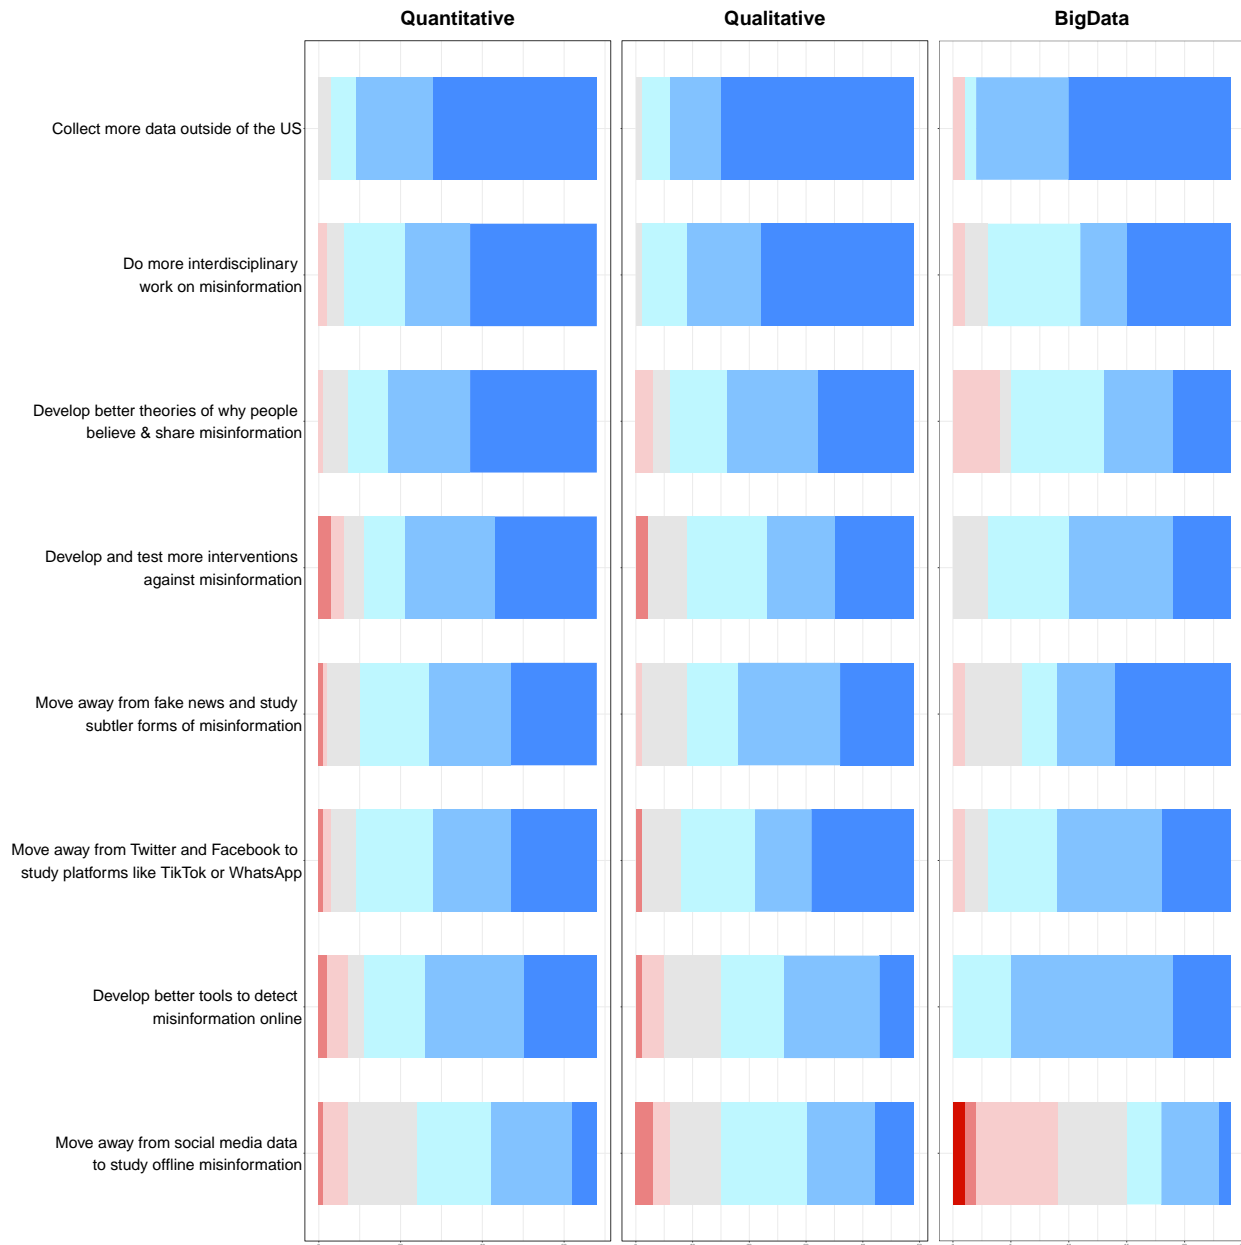 Quantitative
Qualitative
BigData
Collect more data outside of the US
Do more interdisciplinary
work on misinformation
Develop better theories of why people
believe & share misinformation
Develop and test more interventions
against misinformation
Move away from fake news and study
subtler forms of misinformation
Move away from Twitter and Facebook to
study platforms like TikTok or WhatsApp
Develop better tools to detect
misinformation online
Move away from social media data
to study offline misinformation